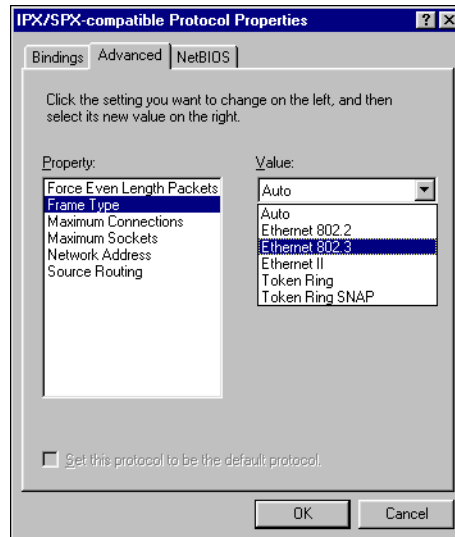 IPX/SPX-compatible Protocol Properties
Bindings
Advanced
NetBIOS
Click the setting you want to change on the left, and then
select its new value on the right.
Property:
Force Even Length Packets
Frame Type
Maximum Connections
Maximum Sockets
Network Address
Source Routing
Value:
Auto
Auto
Ethernet 802.2
Ethernet 802.3
Ethernet II
Token Ring
Token Ring SNAP
Set this protocol to be the default protocol.
OK
Cancel